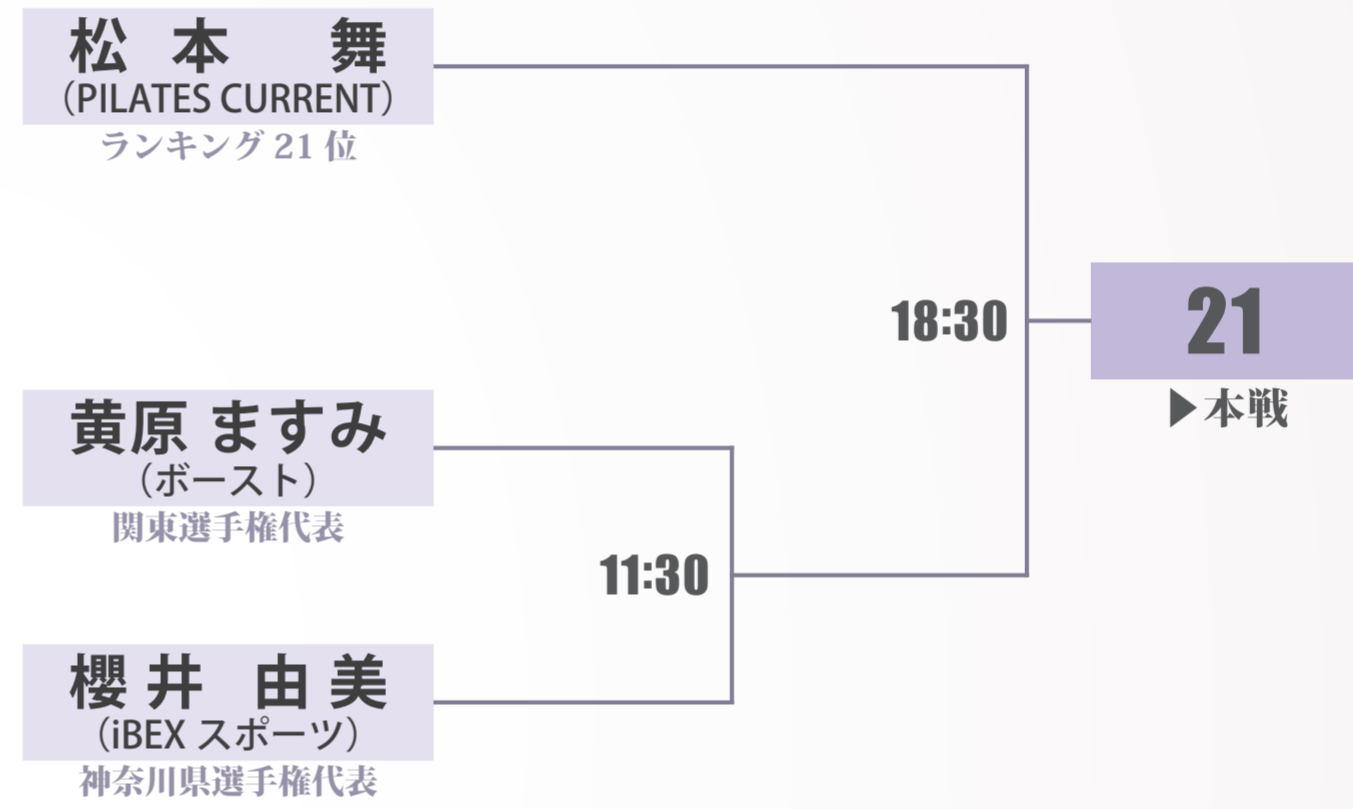 松本 舞
（PILATES CURRENT）
ランキング 21 位
18:30
21
▶本戦
黄原 ますみ
（ボースト）
関東選手権代表
11:30
櫻井 由美
（iBEX スポーツ）
神奈川県選手権代表